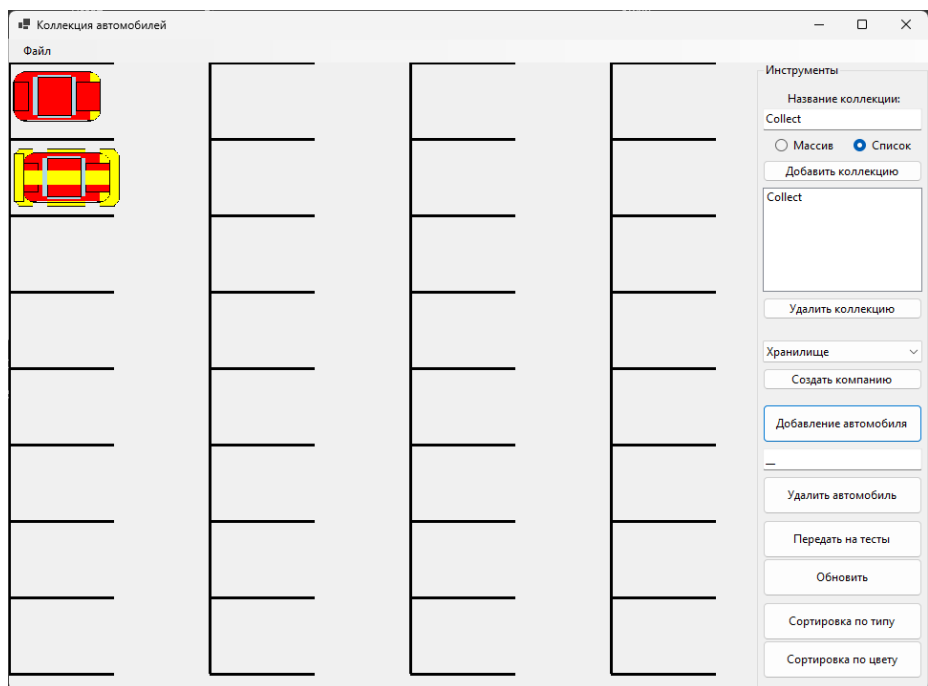 Коллекция автомобилей
Файл
Инструменты
Название коллекции:
Collect
Массив Список
Добавить коллекцию
Collect
Удалить коллекцию
Хранилище
Создать компанию
Добавление автомобиля
Удалить автомобиль
Передать на тесты
Обновить
Сортировка по типу
Сортировка по цвету